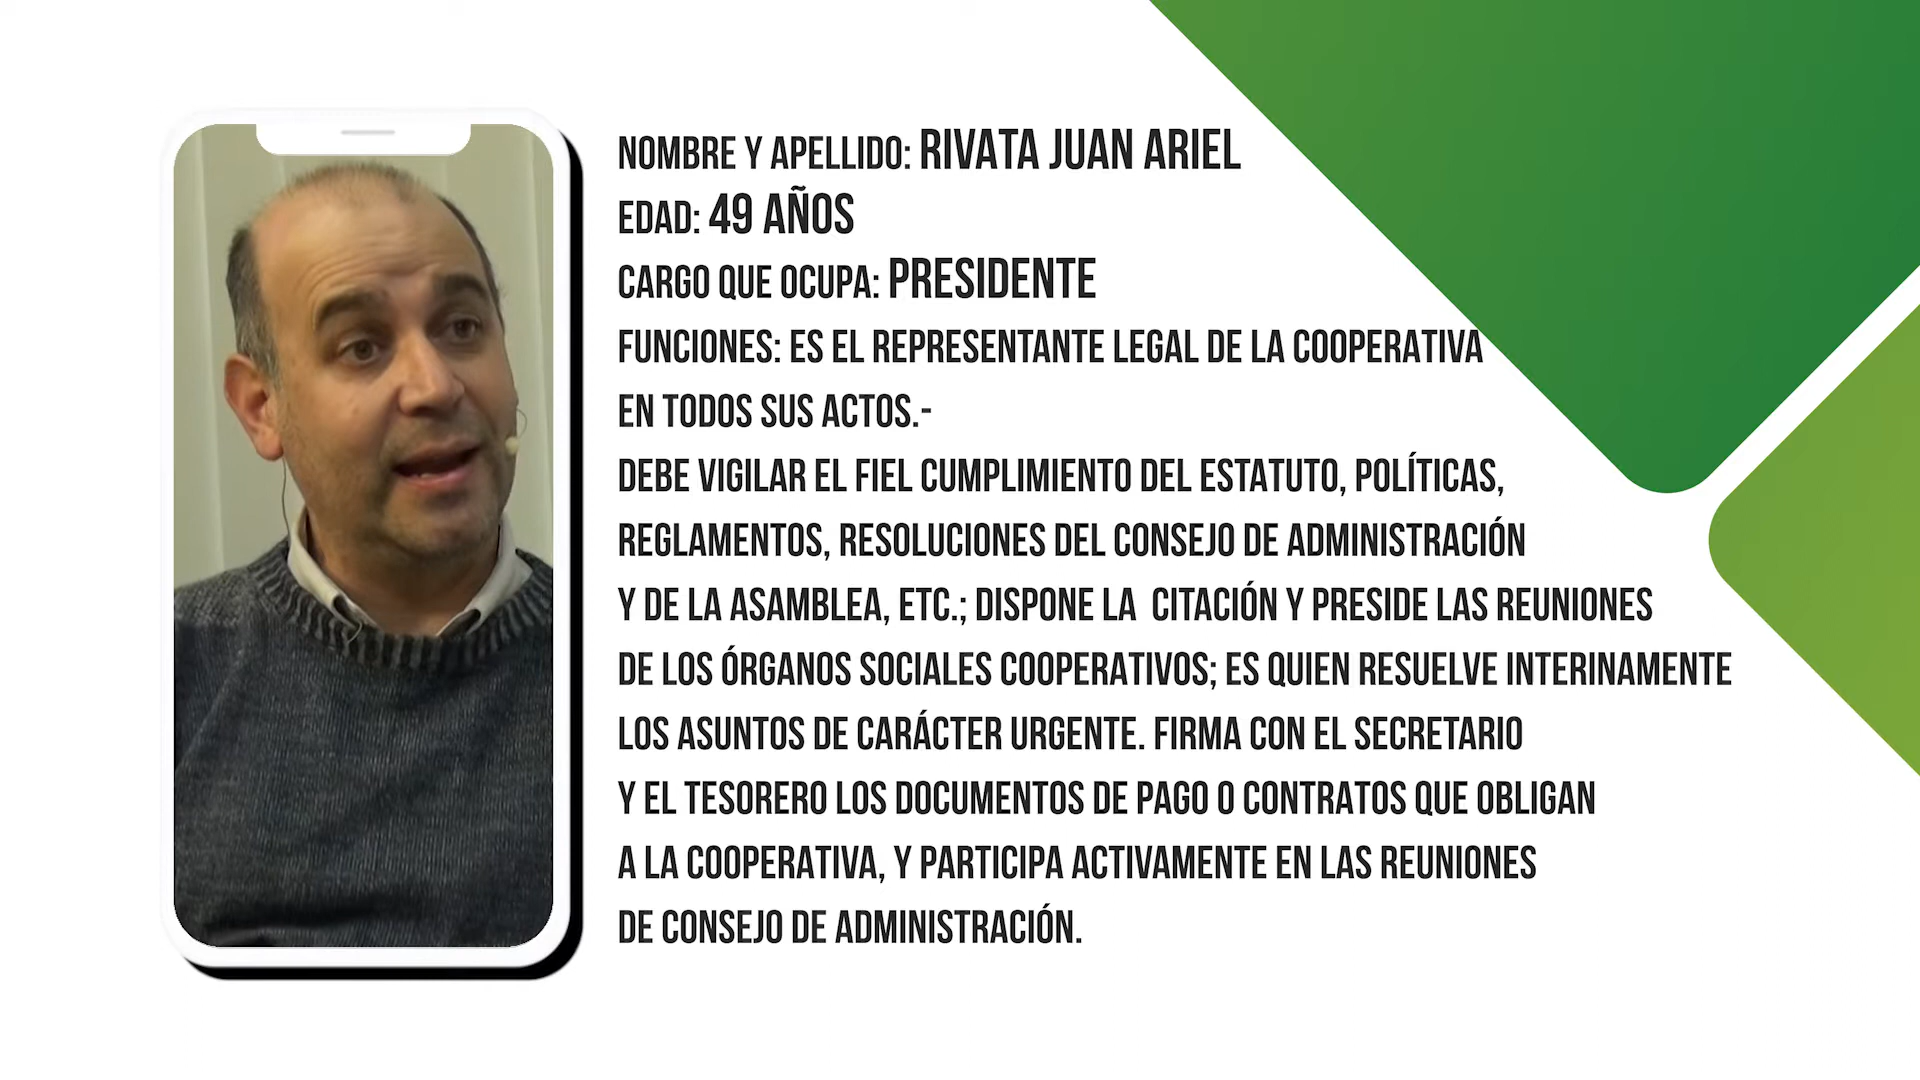 NOMBRE Y APELLIDO: RIVATA JUAN ARIEL
EDAD: 49 AÑOS
CARGO QUE OCUPA: PRESIDENTE
FUNCIONES: ES EL REPRESENTANTE LEGAL DE LA COOPERATIVA
EN TODOS SUS ACTOS.-
DEBE VIGILAR EL FIEL CUMPLIMIENTO DEL ESTATUTO, POLÍTICAS,
REGLAMENTOS, RESOLUCIONES DEL CONSEJO DE ADMINISTRACIÓN
Y DE LA ASAMBLEA, ETC.; DISPONE LA  CITACIÓN Y PRESIDE LAS REUNIONES
DE LOS ÓRGANOS SOCIALES COOPERATIVOS; ES QUIEN RESUELVE INTERINAMENTE
LOS ASUNTOS DE CARÁCTER URGENTE. FIRMA CON EL SECRETARIO
Y EL TESORERO LOS DOCUMENTOS DE PAGO O CONTRATOS QUE OBLIGAN
A LA COOPERATIVA, Y PARTICIPA ACTIVAMENTE EN LAS REUNIONES
DE CONSEJO DE ADMINISTRACIÓN.